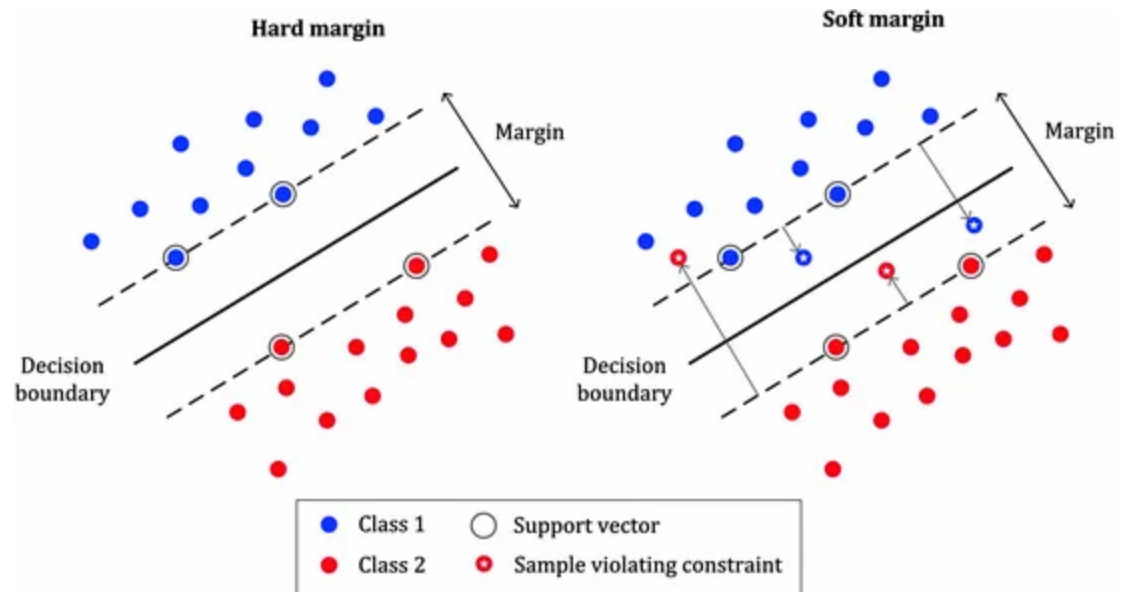 Hard margin
Margin
Decision
boundary
Soft margin
Margin
Decision
boundary
Class 1
Support vector
Class 2
Sample violating constraint